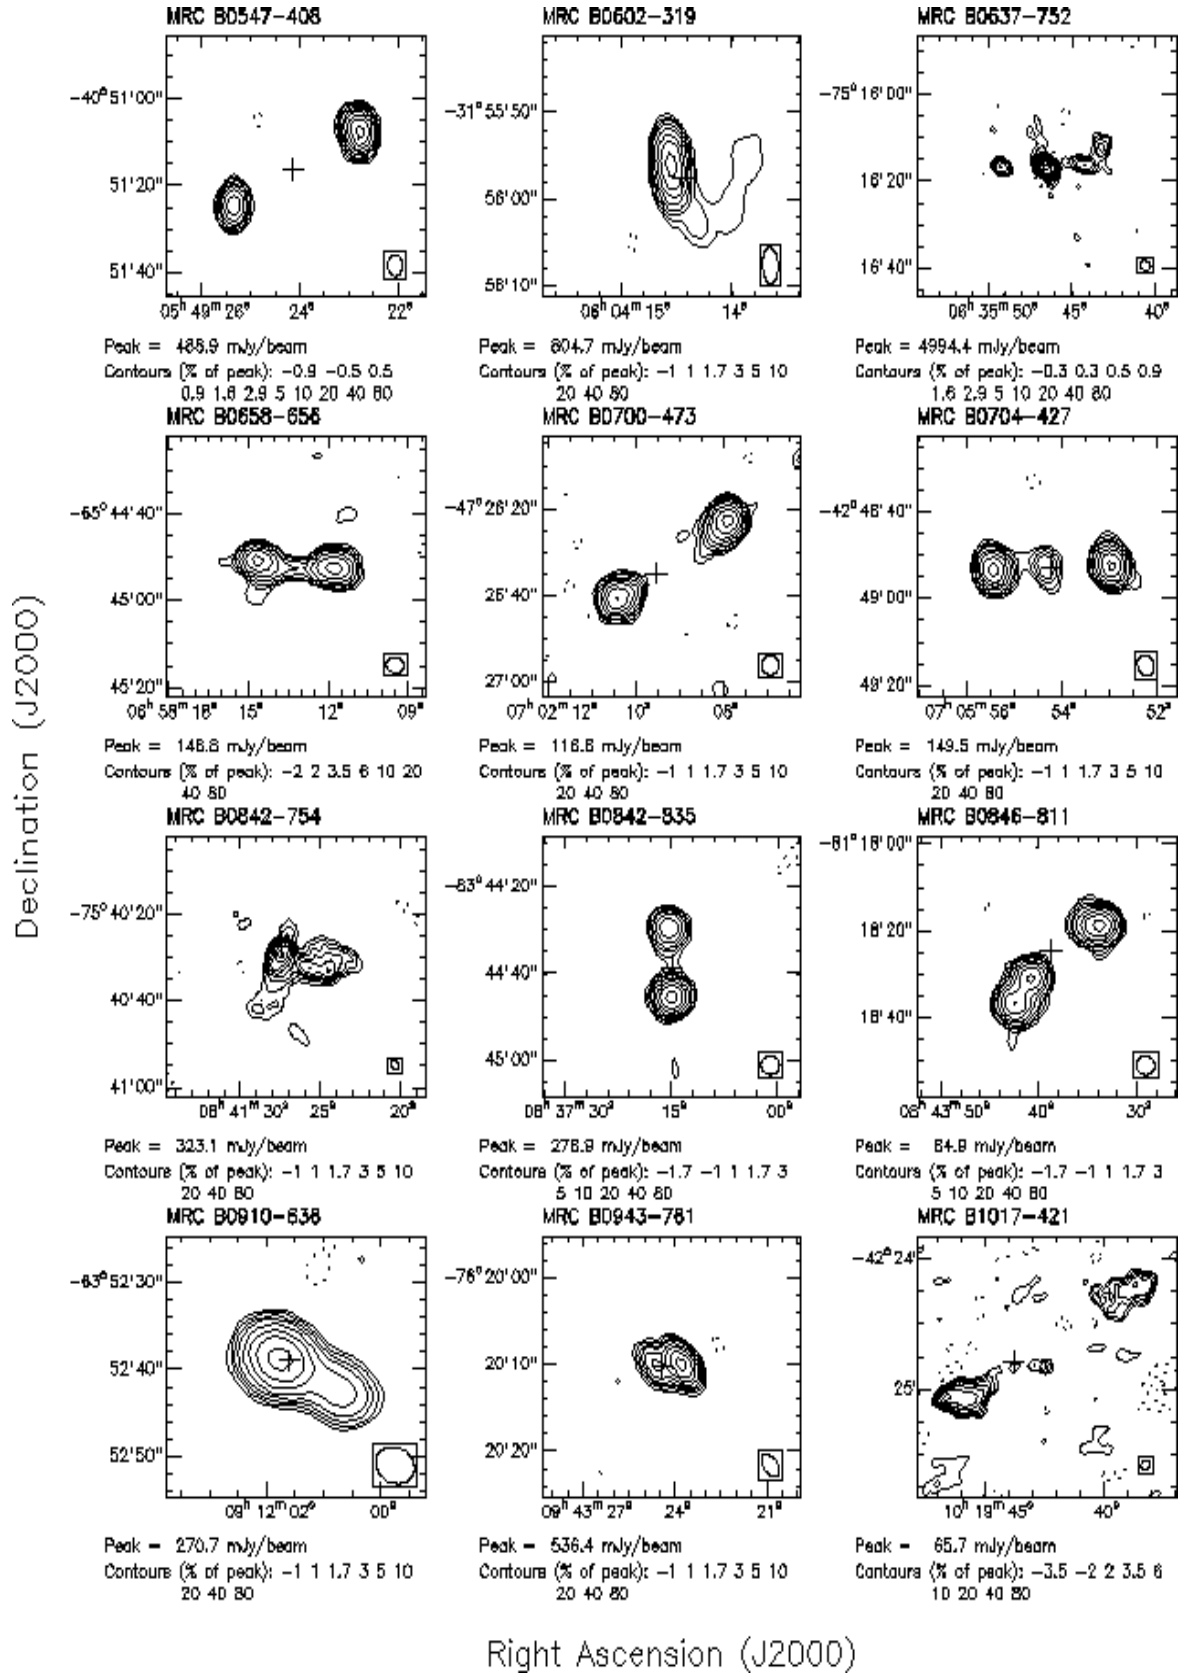 MRC B0547-408 MRC B0602-319 MRC B0637-752
-40°51'00" -31°55'50" -75°16'00"
51'20" 56'00" 16'20"
51'40" 56'10" 16'40"
05ʰ 49ᵐ 26ˢ 24ˢ 22ˢ 06ʰ 04ᵐ 15ˢ 14ˢ 06ʰ 35ᵐ 50ˢ 45ˢ 40ˢ
Peak = 488.9 mJy/beam Peak = 804.7 mJy/beam Peak = 4994.4 mJy/beam
Contours (% of peak): -0.9 -0.5 0.5 Contours (% of peak): -1 1 1.7 3 5 10 Contours (% of peak): -0.3 0.3 0.5 0.9
0.9 1.6 2.9 5 10 20 40 80 20 40 80 1.6 2.9 5 10 20 40 80
MRC B0658-656 MRC B0700-473 MRC B0704-427
-65°44'40" -47°26'20" -42°48'40"
45'00" 26'40" 49'00"
45'20" 27'00" 49'20"
06ʰ 58ᵐ 18ˢ 15ˢ 12ˢ 09ˢ 07ʰ 02ᵐ 12ˢ 10ˢ 08ˢ 07ʰ 05ᵐ 56ˢ 54ˢ 52ˢ
Peak = 148.8 mJy/beam Peak = 116.8 mJy/beam Peak = 149.5 mJy/beam
Contours (% of peak): -2 2 3.5 6 10 20 Contours (% of peak): -1 1 1.7 3 5 10 Contours (% of peak): -1 1 1.7 3 5 10
40 80 20 40 80 20 40 80
MRC B0842-754 MRC B0842-835 MRC B0846-811
-75°40'20" -83°44'20" -81°18'00"
40'40" 44'40" 18'20"
41'00" 45'00" 18'40"
08ʰ 41ᵐ 30ˢ 25ˢ 20ˢ 08ʰ 37ᵐ 30ˢ 15ˢ 00ˢ 08ʰ 43ᵐ 50ˢ 40ˢ 30ˢ
Peak = 323.1 mJy/beam Peak = 278.9 mJy/beam Peak = 84.9 mJy/beam
Contours (% of peak): -1 1 1.7 3 5 10 Contours (% of peak): -1.7 -1 1 1.7 3 Contours (% of peak): -1.7 -1 1 1.7 3
20 40 80 5 10 20 40 80 5 10 20 40 80
MRC B0910-636 MRC B0943-761 MRC B1017-421
-63°52'30" -76°20'00" -42°24'
52'40" 20'10" 25'
52'50" 20'20"
09ʰ 12ᵐ 02ˢ 00ˢ 09ʰ 43ᵐ 27ˢ 24ˢ 21ˢ 10ʰ 19ᵐ 45ˢ 40ˢ
Peak = 270.7 mJy/beam Peak = 536.4 mJy/beam Peak = 65.7 mJy/beam
Contours (% of peak): -1 1 1.7 3 5 10 Contours (% of peak): -1 1 1.7 3 5 10 Contours (% of peak): -3.5 -2 2 3.5 6
20 40 80 20 40 80 10 20 40 80
Declination (J2000)
Right Ascension (J2000)